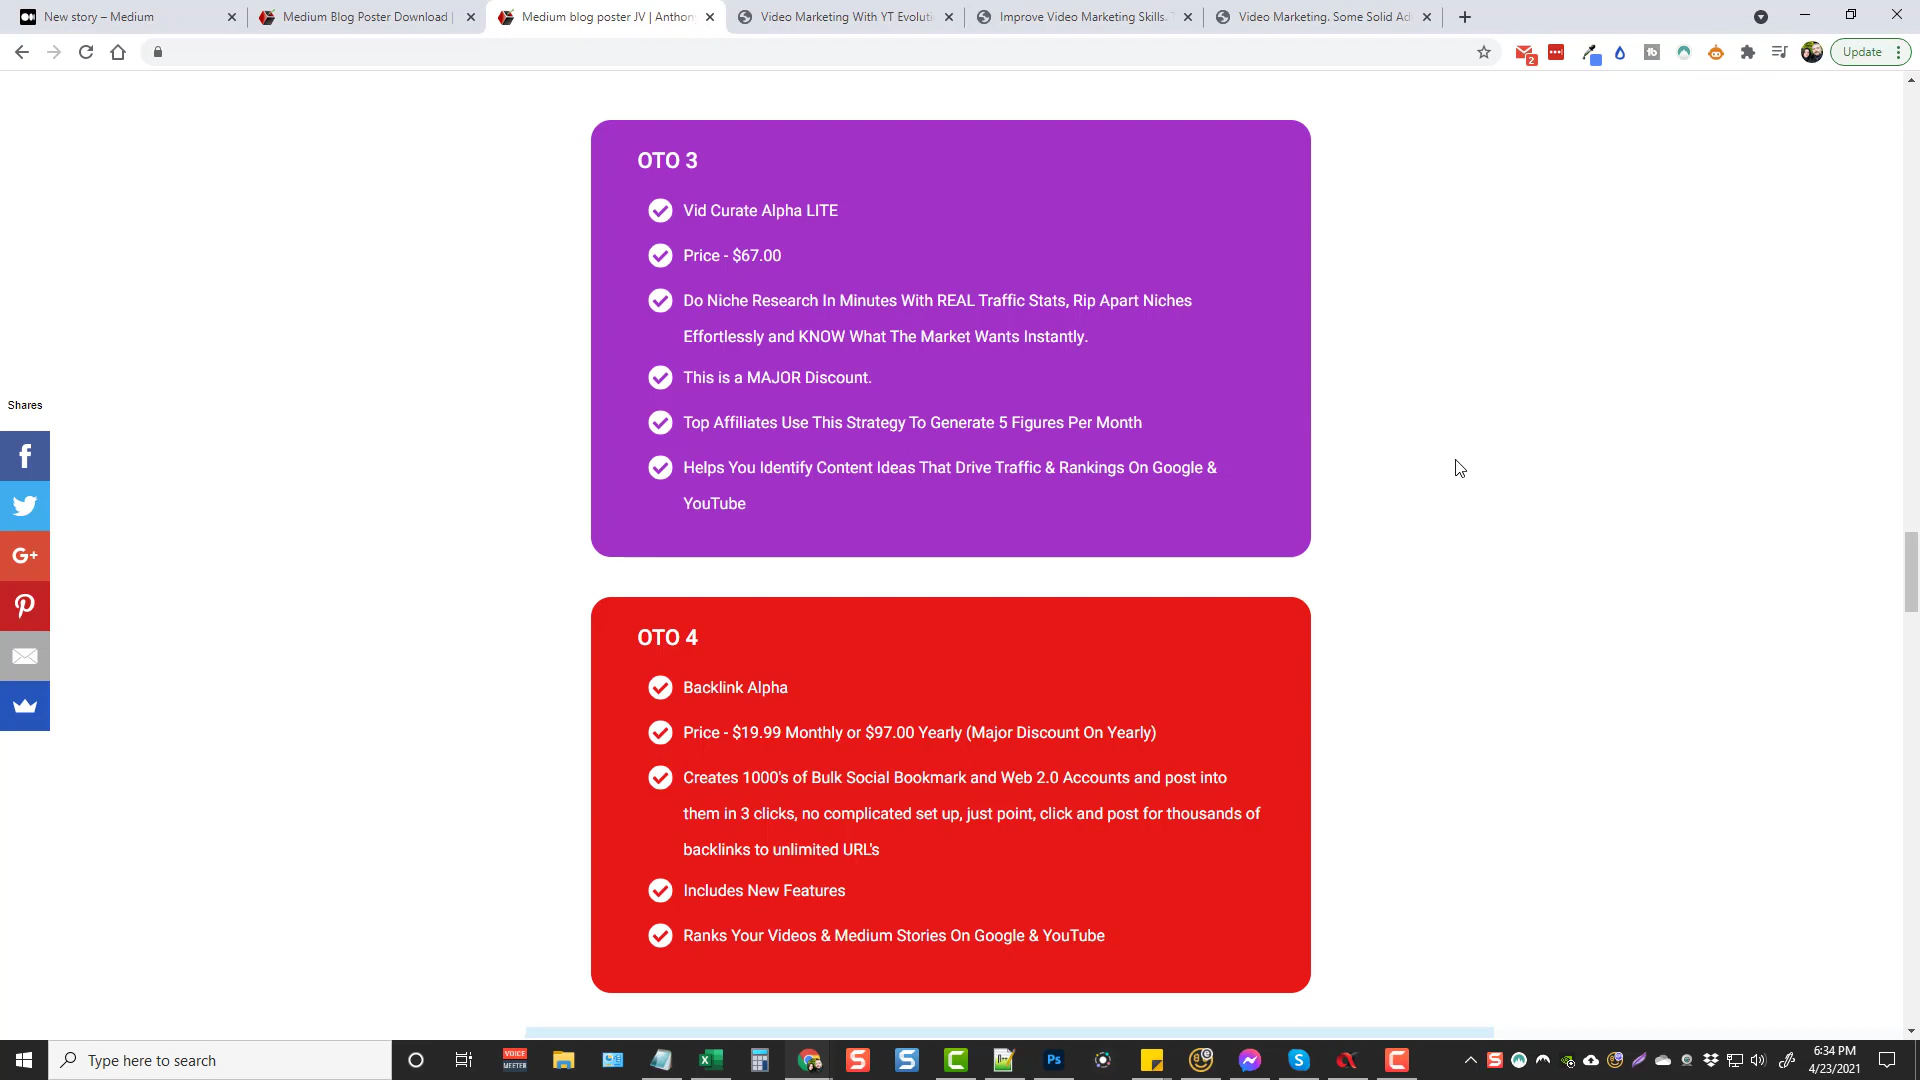 New story – Medium
Medium Blog Poster Download |
Medium blog poster JV | Anthon
Video Marketing With YT Evoluti
Improve Video Marketing Skills. T
Video Marketing. Some Solid Ad
Update
2
tb
OTO 3
Vid Curate Alpha LITE
Price - $67.00
Do Niche Research In Minutes With REAL Traffic Stats, Rip Apart Niches
Effortlessly and KNOW What The Market Wants Instantly.
This is a MAJOR Discount.
Top Affiliates Use This Strategy To Generate 5 Figures Per Month
Helps You Identify Content Ideas That Drive Traffic & Rankings On Google &
YouTube
Shares
f
G+
OTO 4
Backlink Alpha
Price - $19.99 Monthly or $97.00 Yearly (Major Discount On Yearly)
Creates 1000's of Bulk Social Bookmark and Web 2.0 Accounts and post into
them in 3 clicks, no complicated set up, just point, click and post for thousands of
backlinks to unlimited URL's
Includes New Features
Ranks Your Videos & Medium Stories On Google & YouTube
Type here to search
VOICE
MEETER
Ps
6:34 PM
4/23/2021